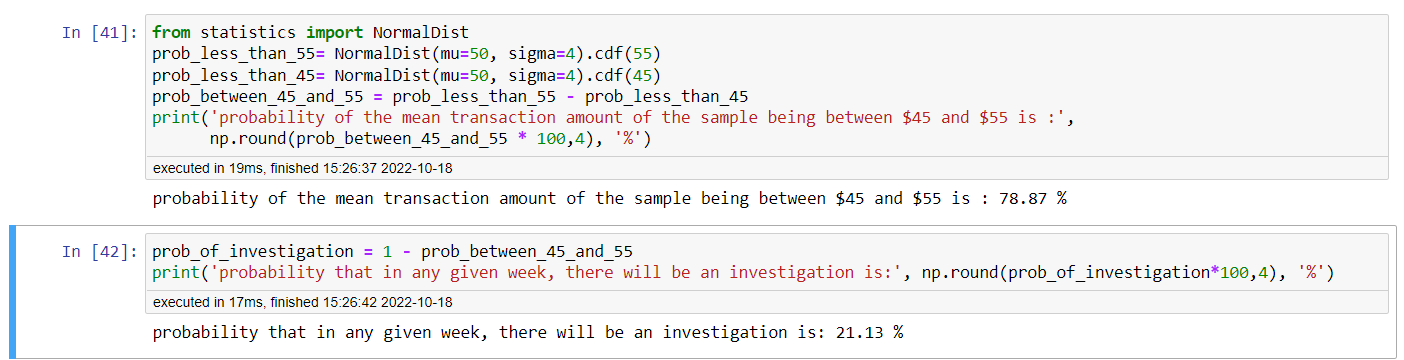 In [41]: from statistics import NormalDist
prob_less_than_55= NormalDist(mu=50, sigma=4).cdf(55)
prob_less_than_45= NormalDist(mu=50, sigma=4).cdf(45)
prob_between_45_and_55 = prob_less_than_55 - prob_less_than_45
print('probability of the mean transaction amount of the sample being between $45 and $55 is :',
np.round(prob_between_45_and_55 * 100,4), '%')
executed in 19ms, finished 15:26:37 2022-10-18
probability of the mean transaction amount of the sample being between $45 and $55 is : 78.87 %
In [42]: prob_of_investigation = 1 - prob_between_45_and_55
print('probability that in any given week, there will be an investigation is:', np.round(prob_of_investigation*100,4), '%')
executed in 17ms, finished 15:26:42 2022-10-18
probability that in any given week, there will be an investigation is: 21.13 %